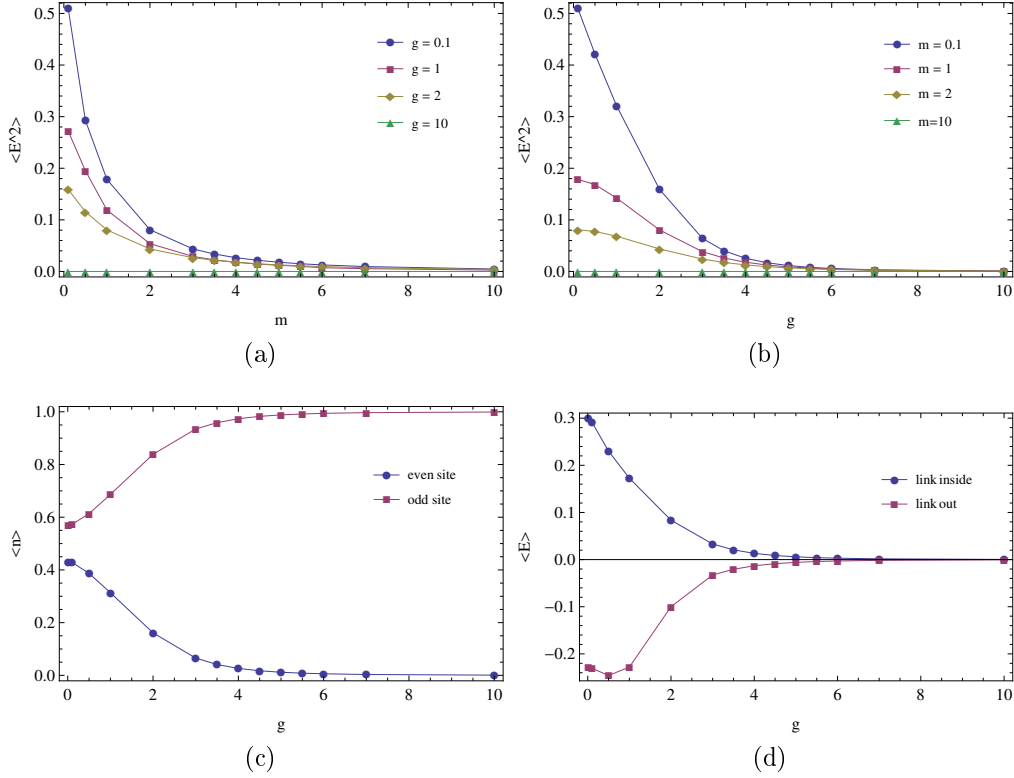 0.5
0.4
0.3
0.2
0.1
0.0
<E^2>
0 2 4 6 8 10
m
g = 0.1
g = 1
g = 2
g = 10
(a)
0.5
0.4
0.3
0.2
0.1
0.0
<E^2>
0 2 4 6 8 10
g
m = 0.1
m = 1
m = 2
m=10
(b)
1.0
0.8
0.6
0.4
0.2
0.0
<n>
0 2 4 6 8 10
g
even site
odd site
(c)
0.3
0.2
0.1
0.0
−0.1
−0.2
<E>
0 2 4 6 8 10
g
link inside
link out
(d)